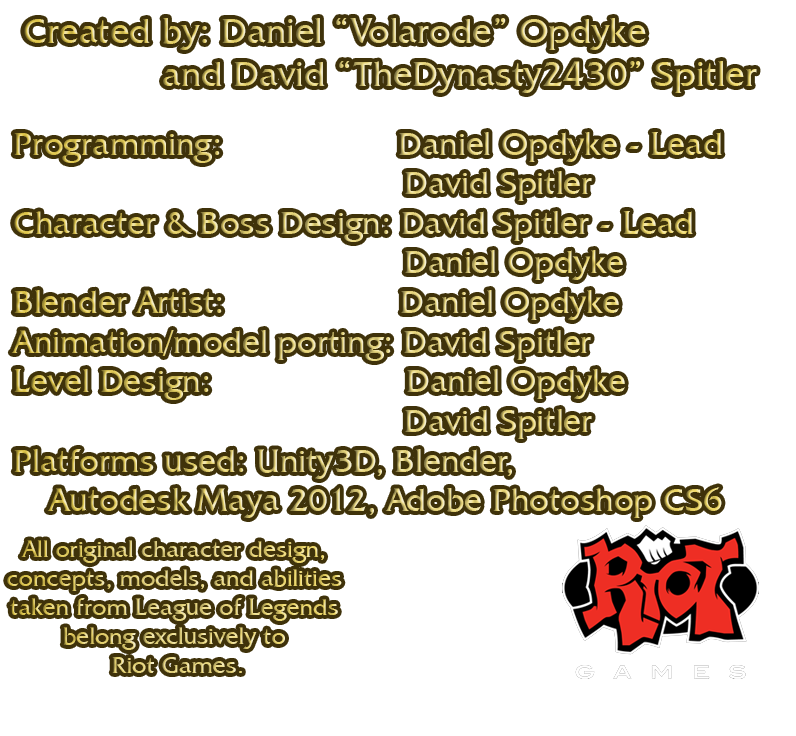 Created by: Daniel “Volarode” Opdyke
and David “TheDynasty2430” Spitler
Programming: Daniel Opdyke - Lead
David Spitler
Character & Boss Design: David Spitler - Lead
Daniel Opdyke
Blender Artist: Daniel Opdyke
Animation/model porting: David Spitler
Level Design: Daniel Opdyke
David Spitler
Platforms used: Unity3D, Blender,
Autodesk Maya 2012, Adobe Photoshop CS6
All original character design,
concepts, models, and abilities
taken from League of Legends
belong exclusively to
Riot Games.
RIOT
GAMES